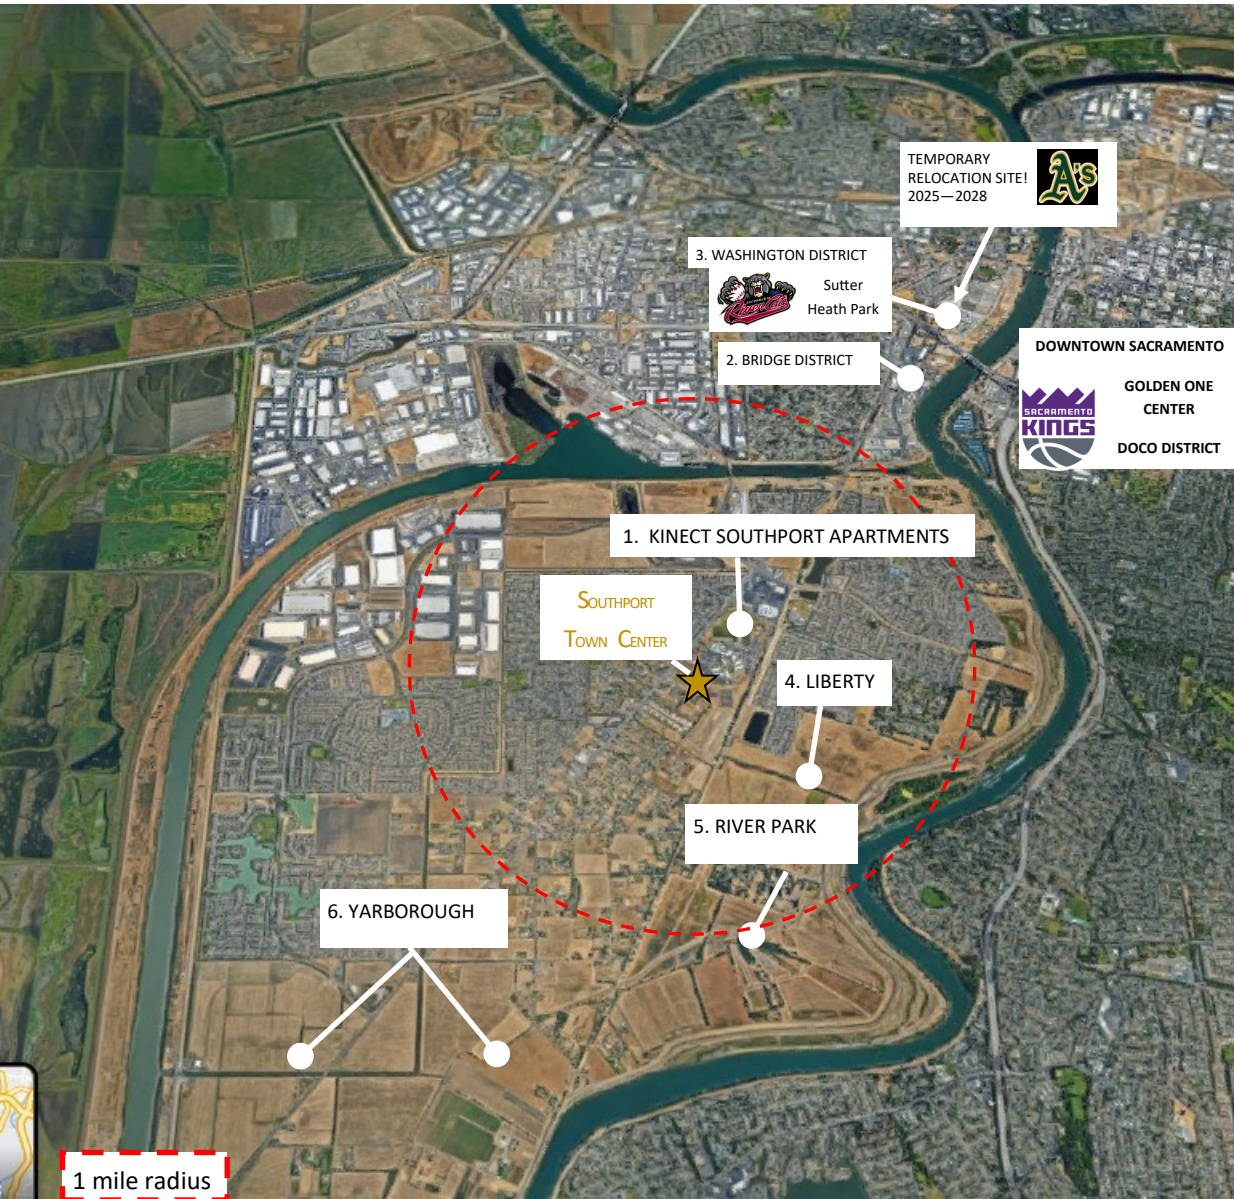 TEMPORARY
RELOCATION SITE!
2025—2028
A's
3. WASHINGTON DISTRICT
RiverCats
Sutter
Heath Park
2. BRIDGE DISTRICT
DOWNTOWN SACRAMENTO
SACRAMENTO
KINGS
GOLDEN ONE
CENTER
DOCO DISTRICT
1. KINECT SOUTHPORT APARTMENTS
SOUTHPORT
TOWN CENTER
4. LIBERTY
5. RIVER PARK
6. YARBOROUGH
1 mile radius